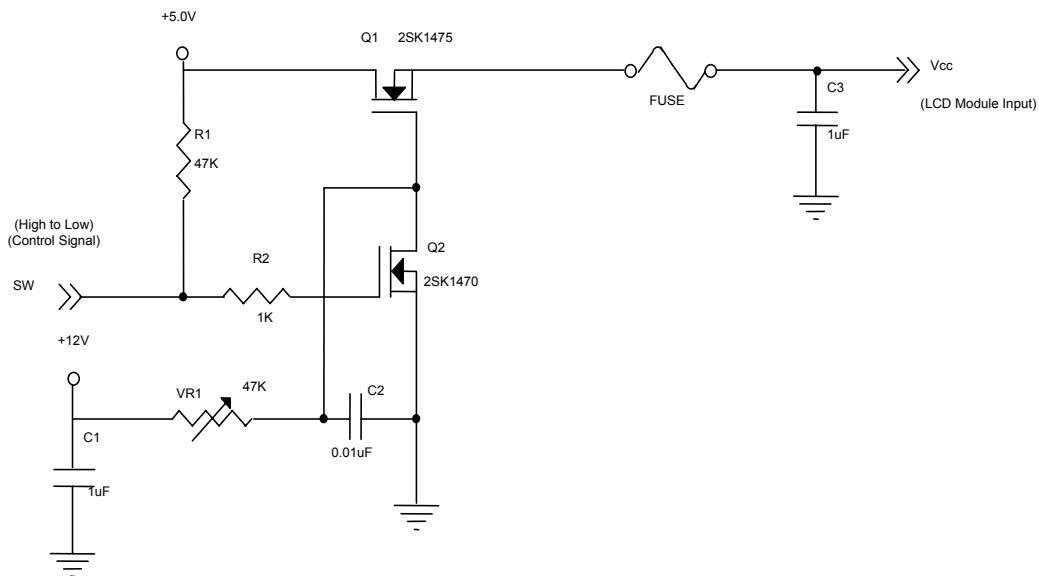 +5.0V
Q1 2SK1475
Vcc
FUSE
C3
(LCD Module Input)
R1
1uF
47K
(High to Low)
(Control Signal)
Q2
R2
SW
2SK1470
1K
+12V
VR1
47K
C2
C1
0.01uF
1uF